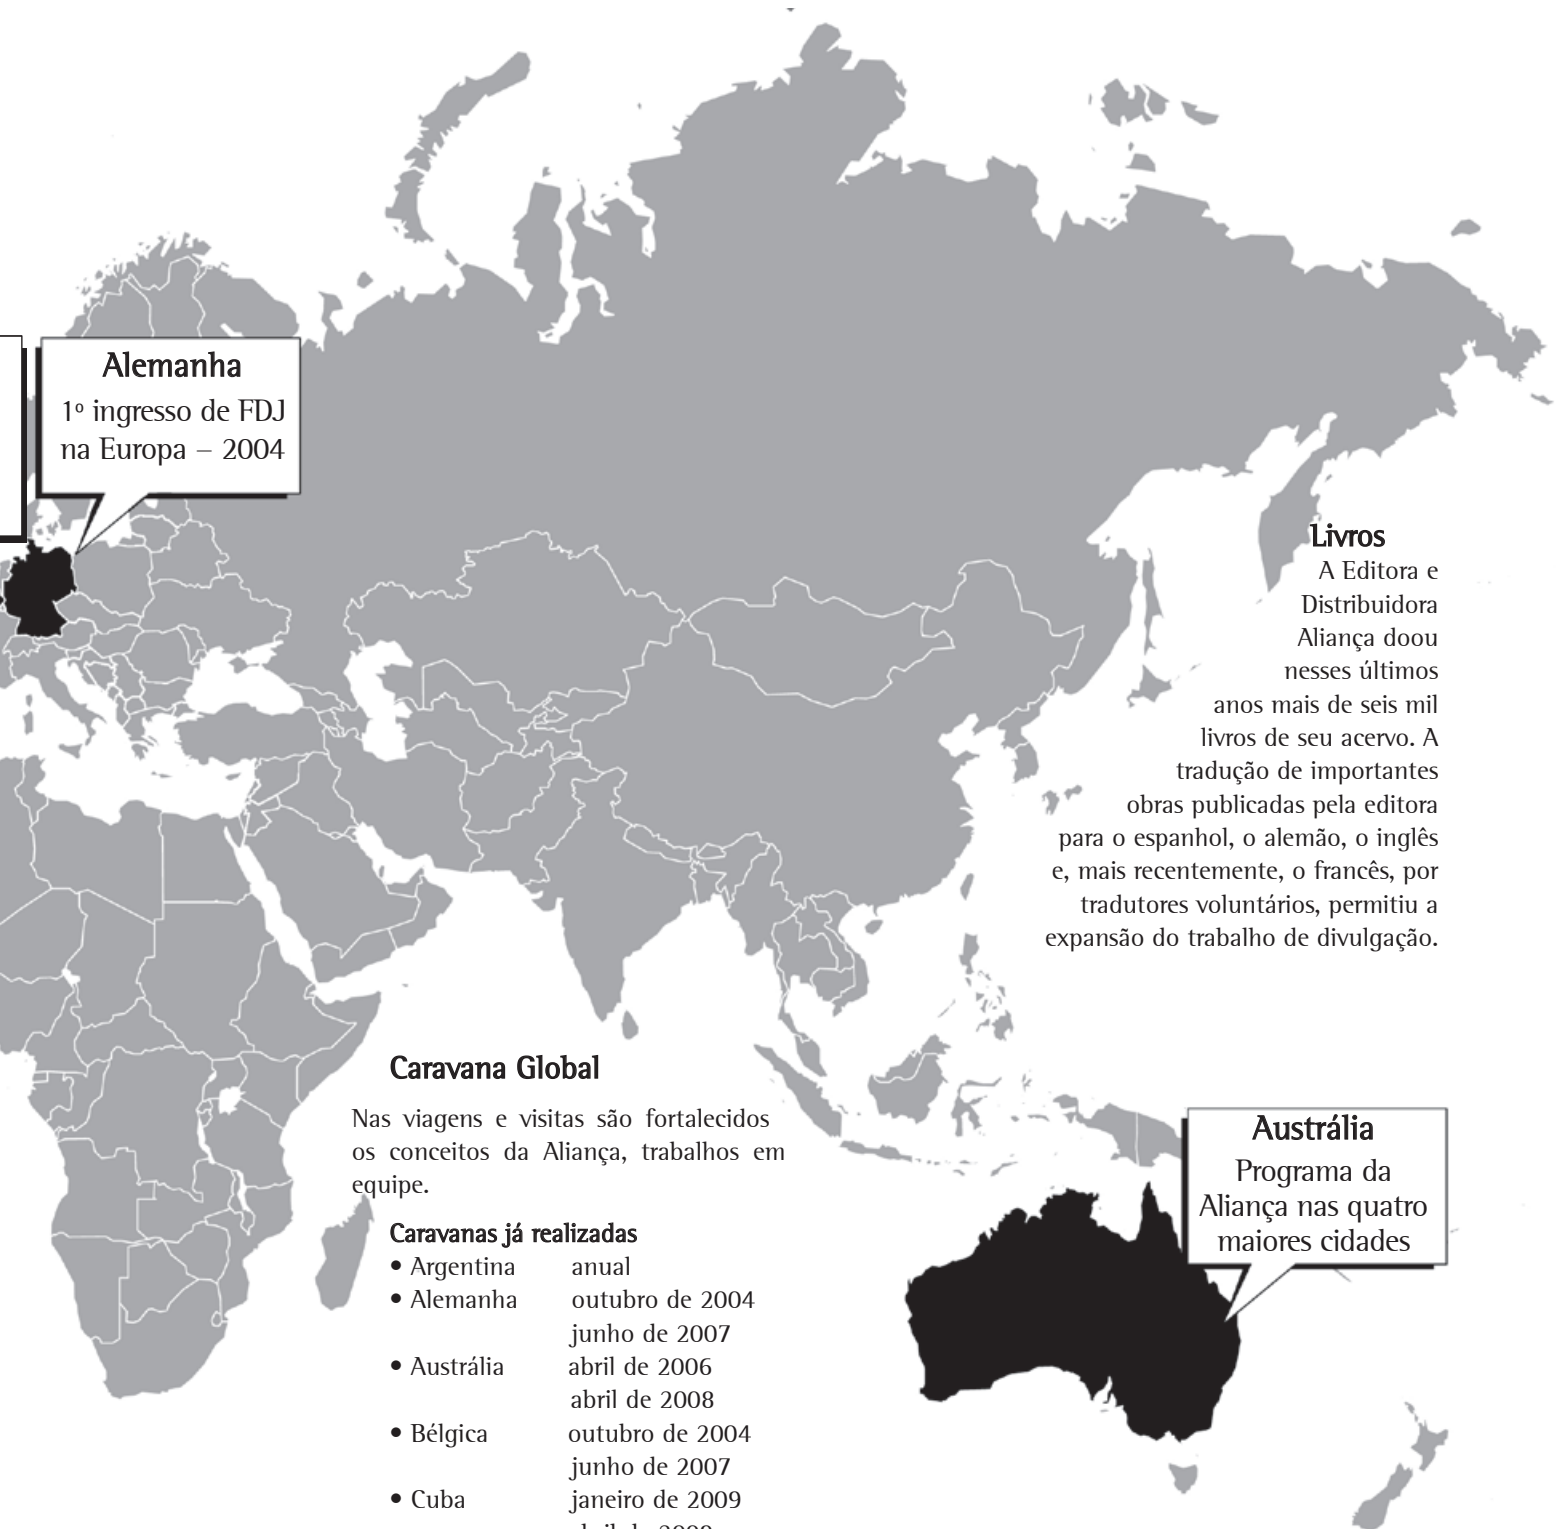 Alemanha
1º ingresso de FDJ
na Europa – 2004
Livros
A Editora e
Distribuidora
Aliança doou
nesses últimos
anos mais de seis mil
livros de seu acervo. A
tradução de importantes
obras publicadas pela editora
para o espanhol, o alemão, o inglês
e, mais recentemente, o francês, por
tradutores voluntários, permitiu a
expansão do trabalho de divulgação.
Caravana Global
Nas viagens e visitas são fortalecidos
os conceitos da Aliança, trabalhos em
equipe.
Caravanas já realizadas
• Argentina anual
• Alemanha outubro de 2004
junho de 2007
• Austrália abril de 2006
abril de 2008
• Bélgica outubro de 2004
junho de 2007
• Cuba janeiro de 2009
Austrália
Programa da
Aliança nas quatro
maiores cidades